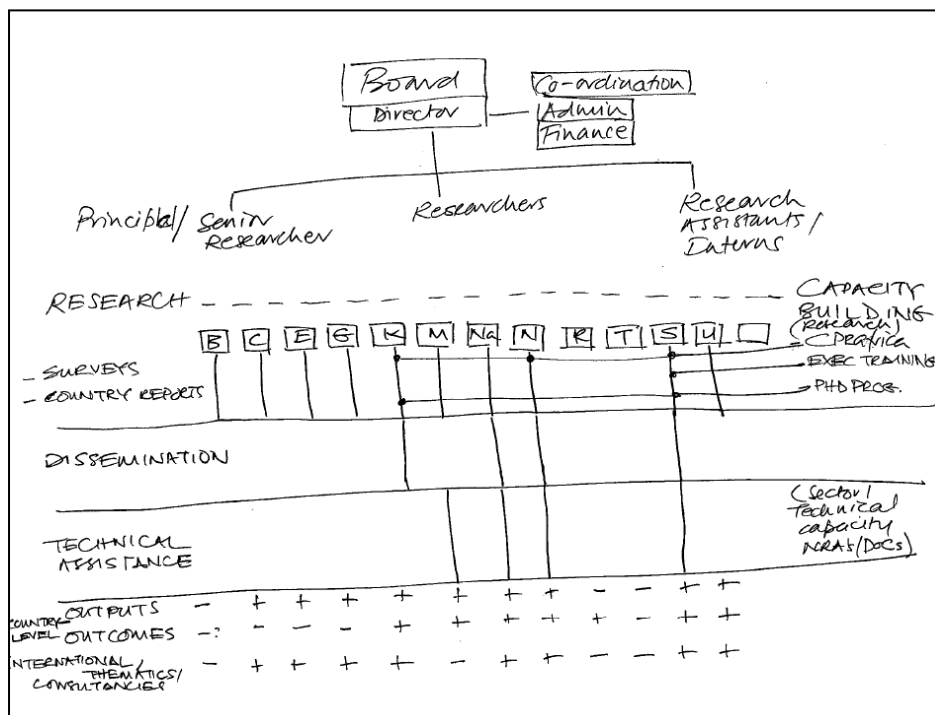 Board
Director
Co-ordination
Admin
Finance
Principal/ Senior Researcher
Researchers
Research
Assistants/
Interns
RESEARCH
CAPACITY
BUILDING
(Research)
B C E G K M Na N R T S U
- CPRafrica
- SURVEYS
- EXEC TRAINING
- COUNTRY REPORTS
- PHD PROG.
DISSEMINATION
(Sector/
Technical
capacity
NRA's/DOCs)
TECHNICAL
ASSISTANCE
OUTPUTS - + + + + + + + - - + +
COUNTRY LEVEL OUTCOMES -? - - - + + + + + - + +
INTERNATIONAL/ - + + + + - + + - - + +
THEMATICS/
CONSULTANCIES